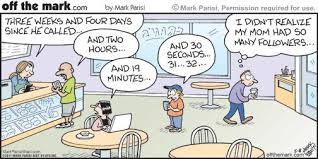 off the mark.com
by Mark Parisi
© Mark Parisi, Permission required for use.
THREE WEEKS AND FOUR DAYS
SINCE HE CALLED...
AND TWO
HOURS...
AND 19
MINUTES...
AND 30
SECONDS...
31... 32...
I DIDN'T REALIZE
MY MOM HAD SO
MANY FOLLOWERS...
offthemark.com